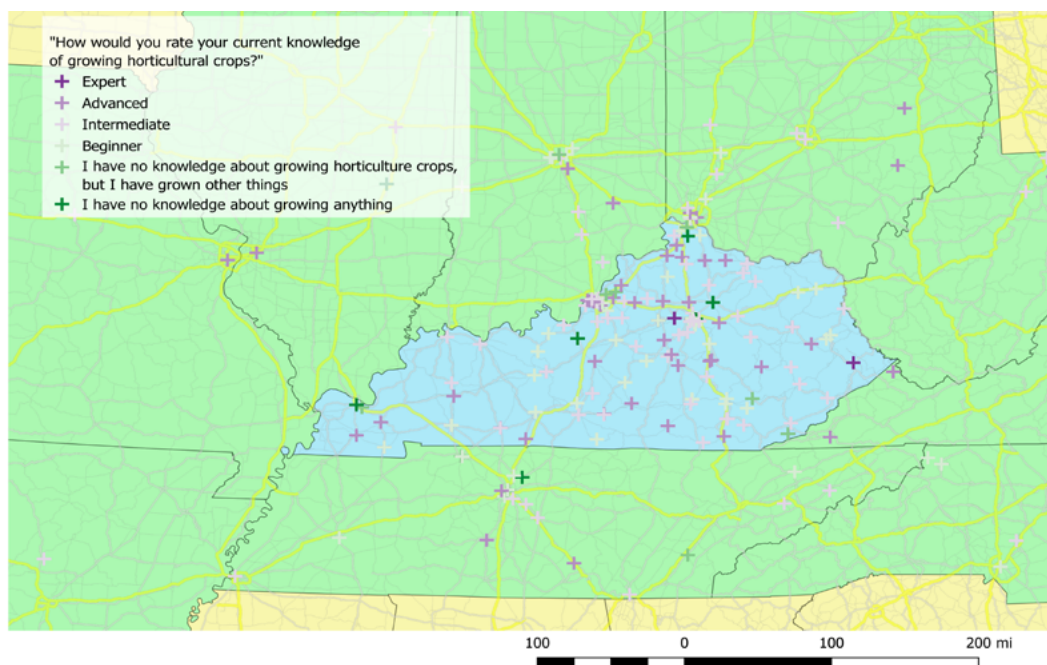 "How would you rate your current knowledge
of growing horticultural crops?"
Expert
Advanced
Intermediate
Beginner
I have no knowledge about growing horticulture crops,
but I have grown other things
I have no knowledge about growing anything
100 0 100 200 mi